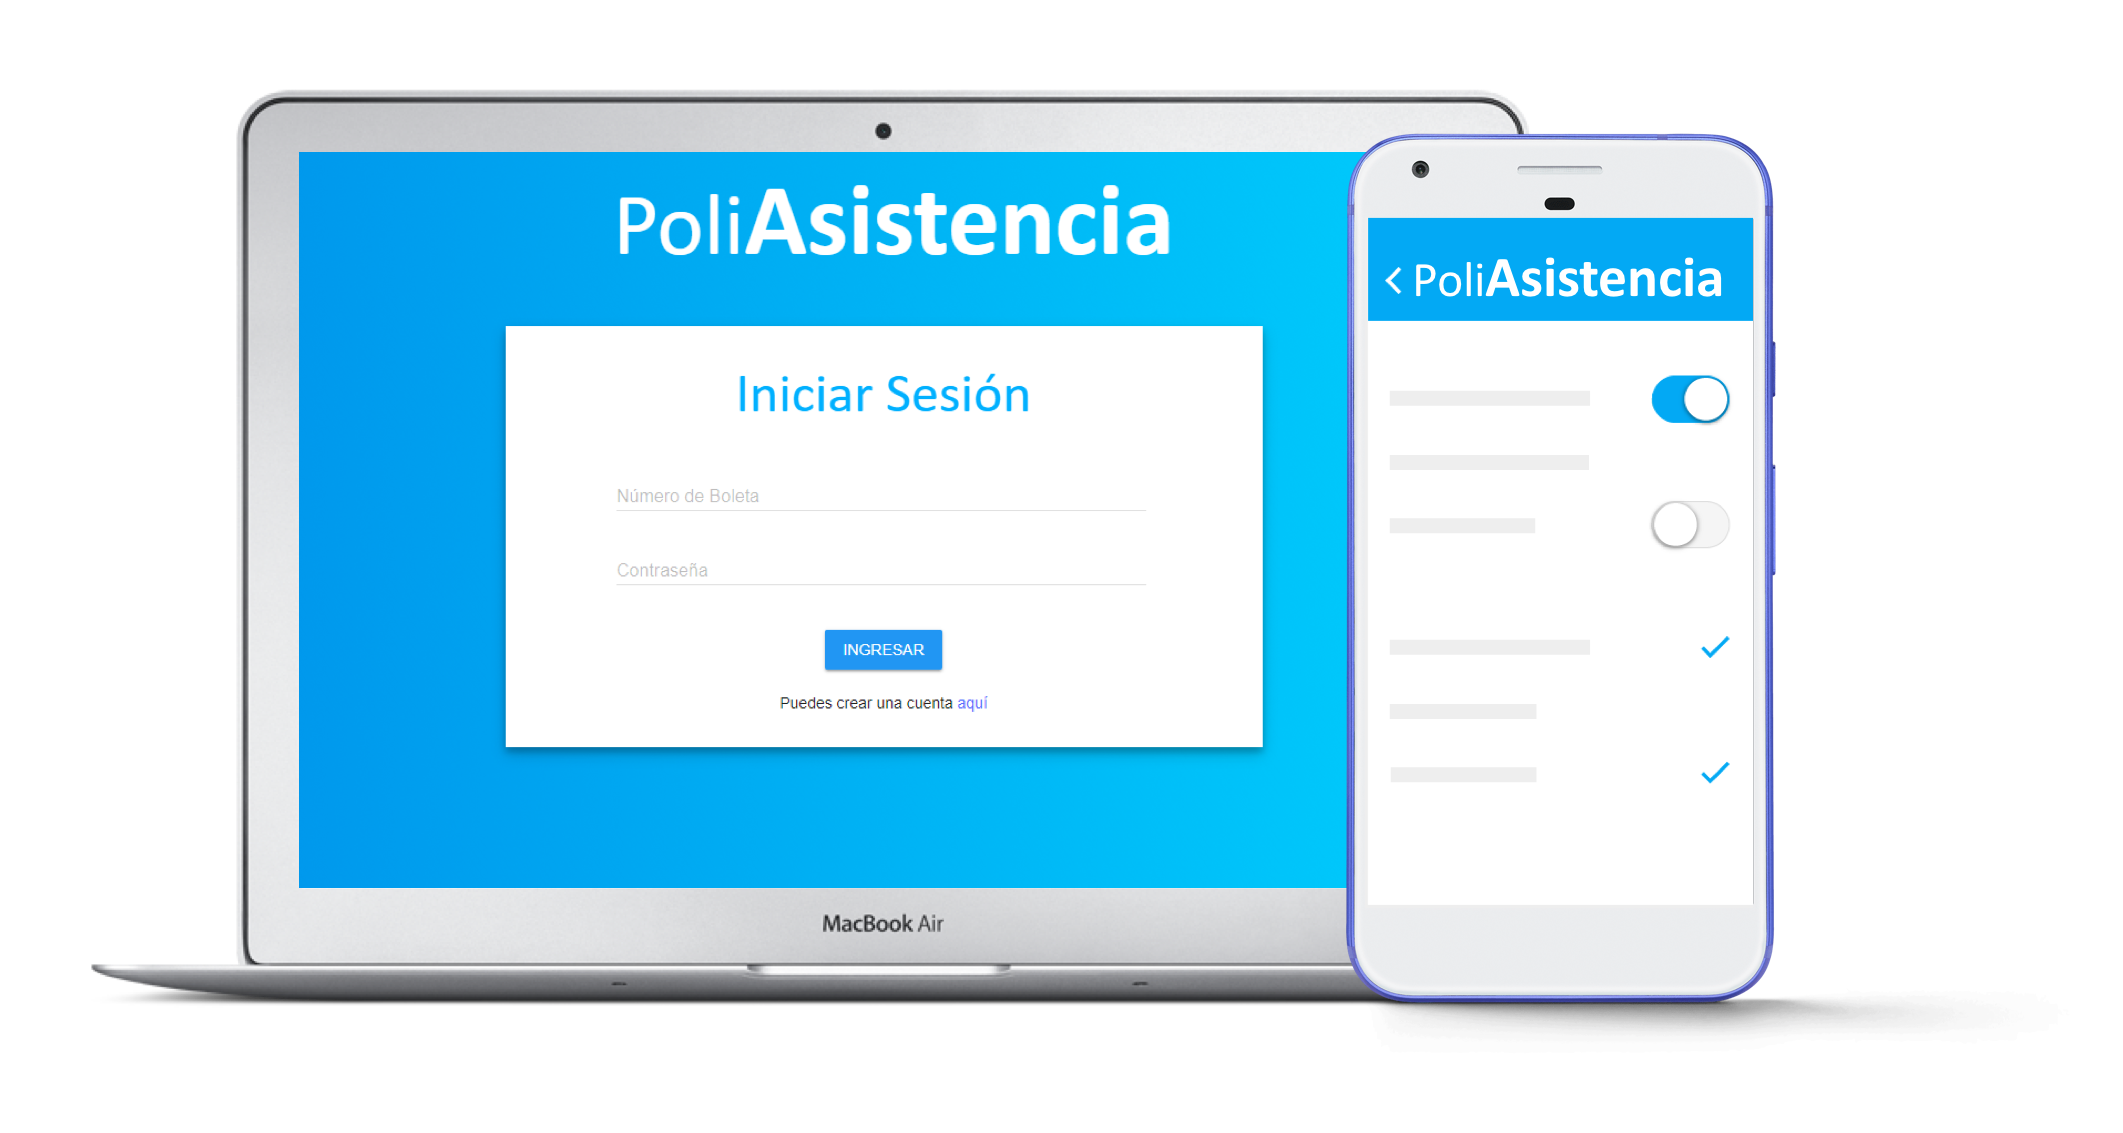 PoliAsistencia
Iniciar Sesión
Número de Boleta
Contraseña
INGRESAR
Puedes crear una cuenta aquí
MacBook Air
PoliAsistencia